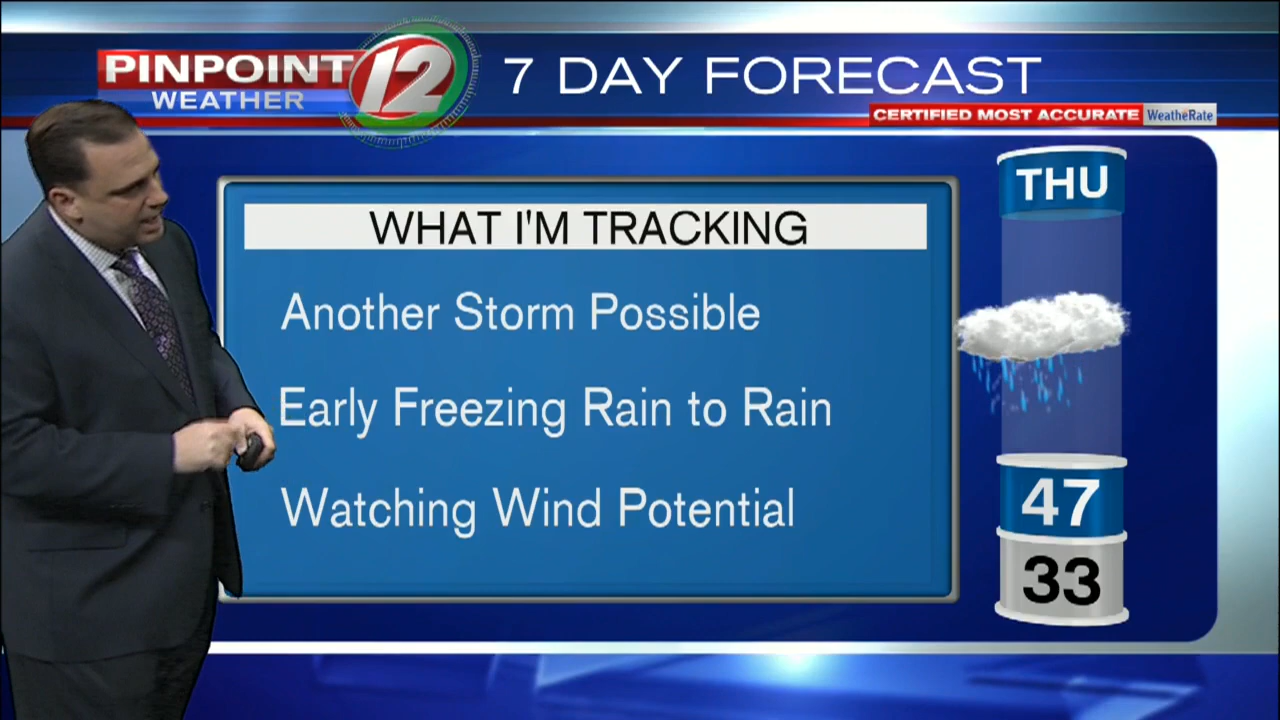 PINPOINT 12
WEATHER
7 DAY FORECAST
CERTIFIED MOST ACCURATE WeatheRate
WHAT I'M TRACKING
Another Storm Possible
Early Freezing Rain to Rain
Watching Wind Potential
THU
47
33